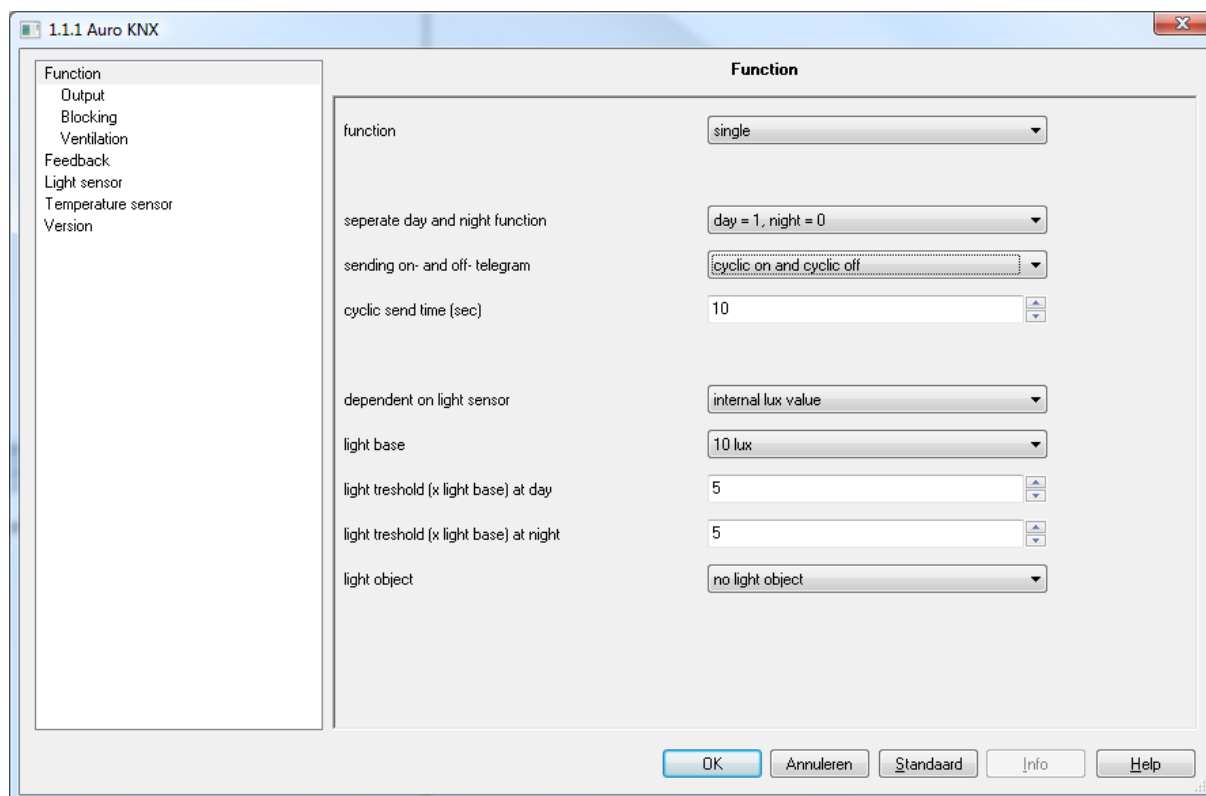 1.1.1 Auro KNX
Function
Output
Blocking
Ventilation
Feedback
Light sensor
Temperature sensor
Version
Function
function
single
seperate day and night function
day = 1, night = 0
sending on- and off- telegram
cyclic on and cyclic off
cyclic send time (sec)
10
dependent on light sensor
internal lux value
light base
10 lux
light treshold (x light base) at day
5
light treshold (x light base) at night
5
light object
no light object
OK
Annuleren
Standaard
Info
Help